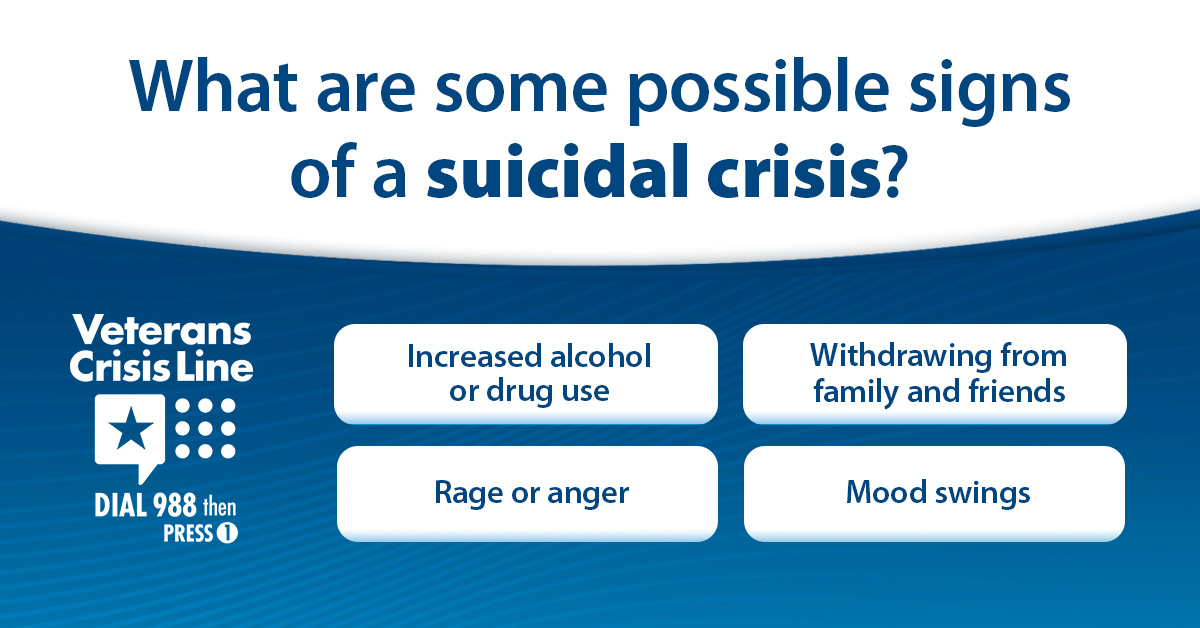 What are some possible signs
of a suicidal crisis?
Veterans
Crisis Line
DIAL 988 then
PRESS 1
Increased alcohol
or drug use
Withdrawing from
family and friends
Rage or anger
Mood swings